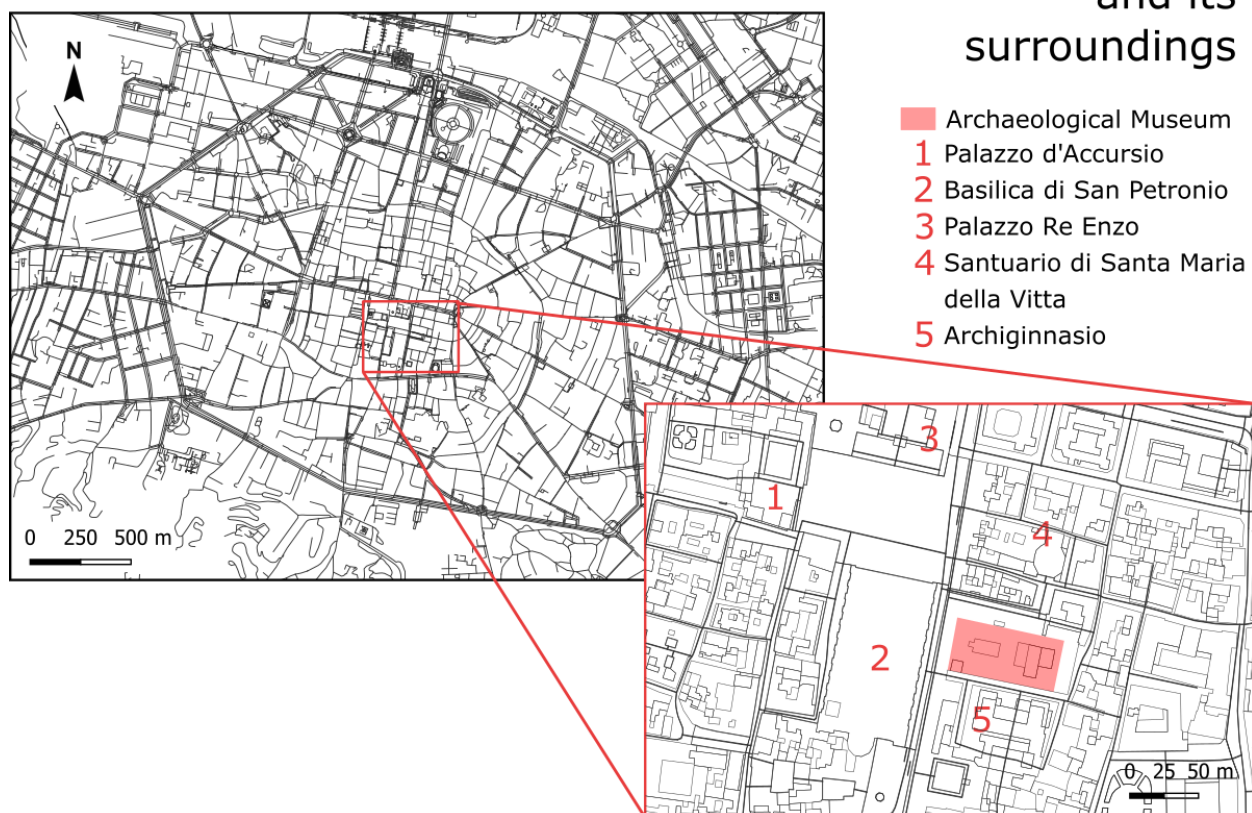 and its
surroundings
Archaeological Museum
1 Palazzo d'Accursio
2 Basilica di San Petronio
3 Palazzo Re Enzo
4 Santuario di Santa Maria
della Vitta
5 Archiginnasio
N
0 250 500 m
3
1
4
2
5
0 25 50 m